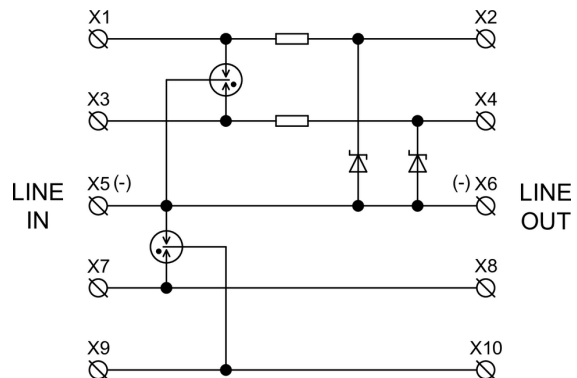 X1 X2
X3 X4
LINE IN
X5 (-) (-) X6
LINE OUT
X7 X8
X9 X10